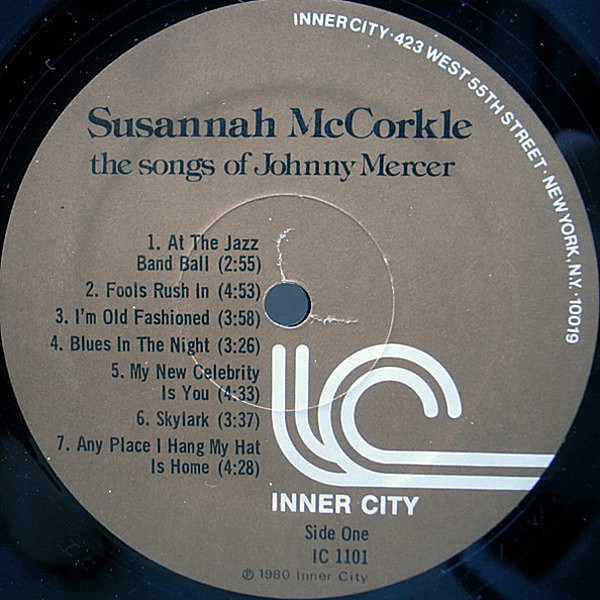 INNER CITY · 423 WEST 55TH STREET · NEW YORK, N.Y. · 10019
Susannah McCorkle
the songs of Johnny Mercer
1. At The Jazz
Band Ball (2:55)
2. Fools Rush In (4:53)
3. I'm Old Fashioned (3:58)
4. Blues In The Night (3:26)
5. My New Celebrity
Is You (4:33)
6. Skylark (3:37)
7. Any Place I Hang My Hat
Is Home (4:28)
INNER CITY
Side One
IC 1101
℗ 1980 Inner City